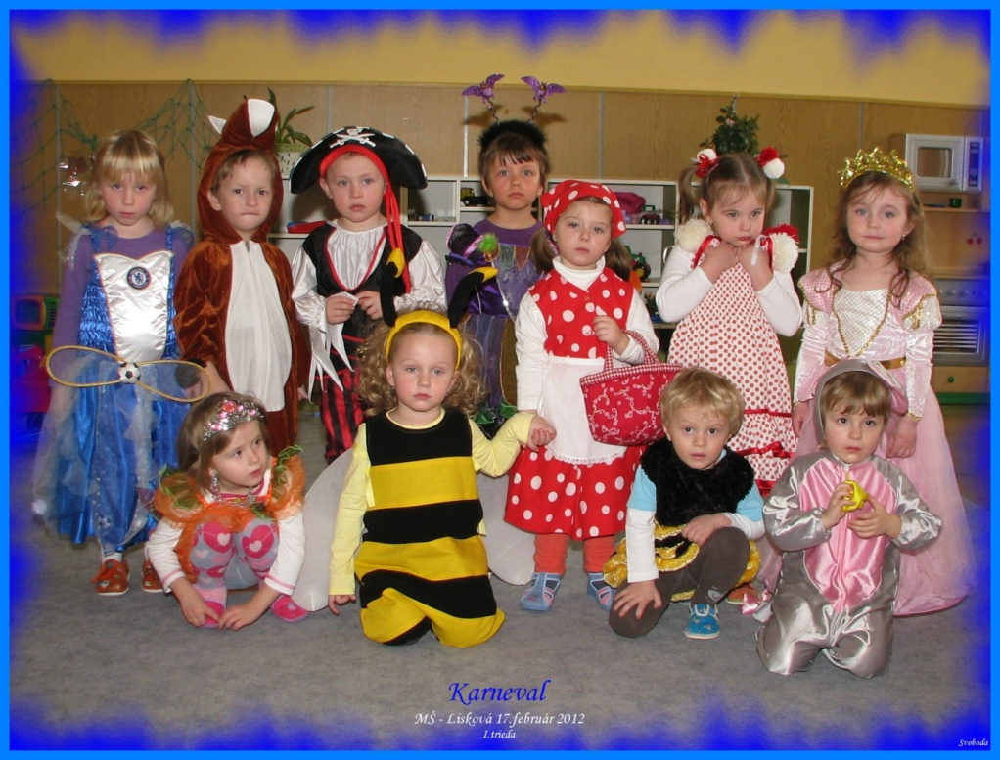 Karneval
MŠ - Lisková 17.február 2012
I.trieda
Svoboda